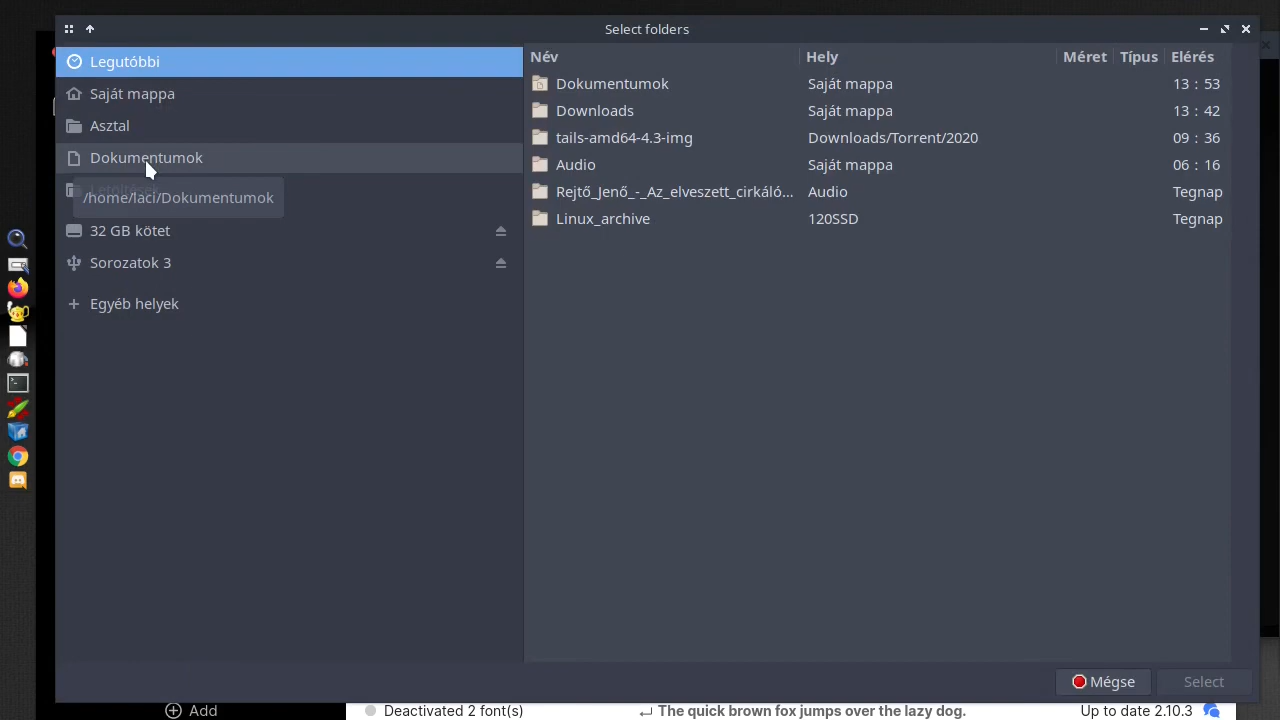 Select folders
Legutóbbi
Saját mappa
Asztal
Dokumentumok
/home/laci/Dokumentumok
32 GB kötet
Sorozatok 3
Egyéb helyek
Név Hely Méret Típus Elérés
Dokumentumok Saját mappa 13 : 53
Downloads Saját mappa 13 : 42
tails-amd64-4.3-img Downloads/Torrent/2020 09 : 36
Audio Saját mappa 06 : 16
Rejtő_Jenő_-_Az_elveszett_cirkáló... Audio Tegnap
Linux_archive 120SSD Tegnap
Mégse Select
Add Deactivated 2 font(s) The quick brown fox jumps over the lazy dog. Up to date 2.10.3